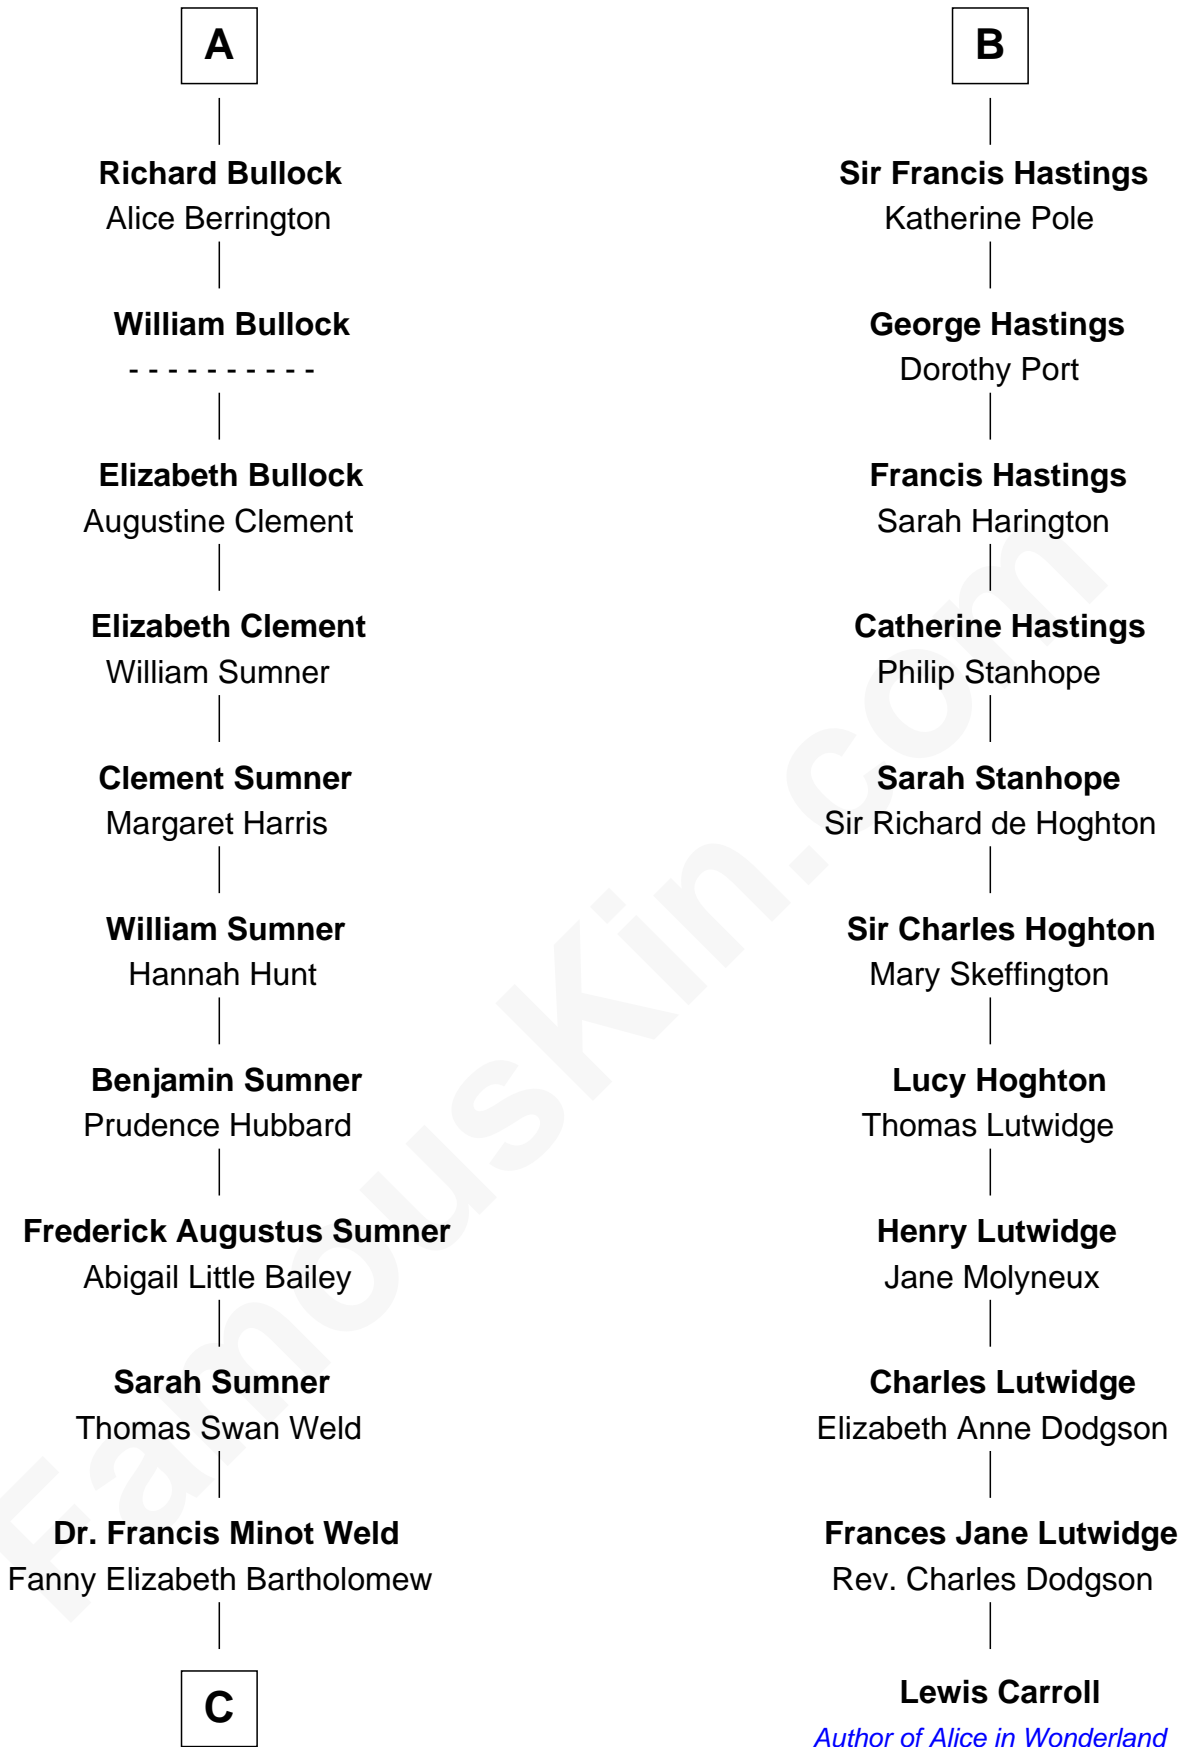 A
Richard Bullock
Alice Berrington
William Bullock
- - - - - - - - - -
Elizabeth Bullock
Augustine Clement
Elizabeth Clement
William Sumner
Clement Sumner
Margaret Harris
William Sumner
Hannah Hunt
Benjamin Sumner
Prudence Hubbard
Frederick Augustus Sumner
Abigail Little Bailey
Sarah Sumner
Thomas Swan Weld
Dr. Francis Minot Weld
Fanny Elizabeth Bartholomew
C
B
Sir Francis Hastings
Katherine Pole
George Hastings
Dorothy Port
Francis Hastings
Sarah Harington
Catherine Hastings
Philip Stanhope
Sarah Stanhope
Sir Richard de Hoghton
Sir Charles Hoghton
Mary Skeffington
Lucy Hoghton
Thomas Lutwidge
Henry Lutwidge
Jane Molyneux
Charles Lutwidge
Elizabeth Anne Dodgson
Frances Jane Lutwidge
Rev. Charles Dodgson
Lewis Carroll
Author of Alice in Wonderland
FamousKin.com